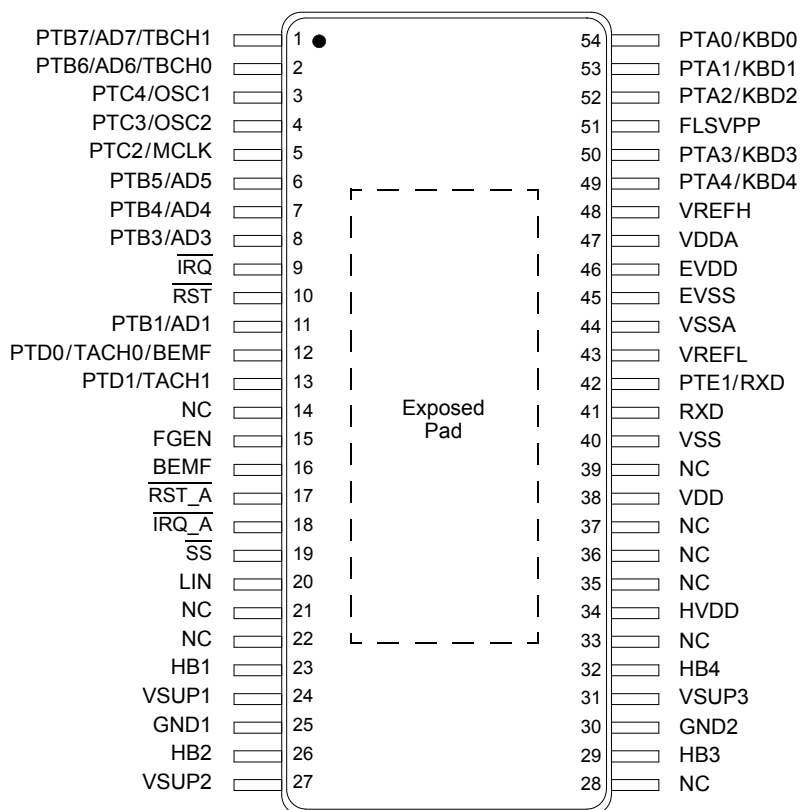 PTB7/AD7/TBCH1 1 54 PTA0/KBD0
PTB6/AD6/TBCH0 2 53 PTA1/KBD1
PTC4/OSC1 3 52 PTA2/KBD2
PTC3/OSC2 4 51 FLSVPP
PTC2/MCLK 5 50 PTA3/KBD3
PTB5/AD5 6 49 PTA4/KBD4
PTB4/AD4 7 48 VREFH
PTB3/AD3 8 47 VDDA
IRQ 9 46 EVDD
RST 10 45 EVSS
PTB1/AD1 11 44 VSSA
PTD0/TACH0/BEMF 12 43 VREFL
PTD1/TACH1 13 42 PTE1/RXD
NC 14 Exposed 41 RXD
FGEN 15 Pad 40 VSS
BEMF 16 39 NC
RST_A 17 38 VDD
IRQ_A 18 37 NC
SS 19 36 NC
LIN 20 35 NC
NC 21 34 HVDD
NC 22 33 NC
HB1 23 32 HB4
VSUP1 24 31 VSUP3
GND1 25 30 GND2
HB2 26 29 HB3
VSUP2 27 28 NC